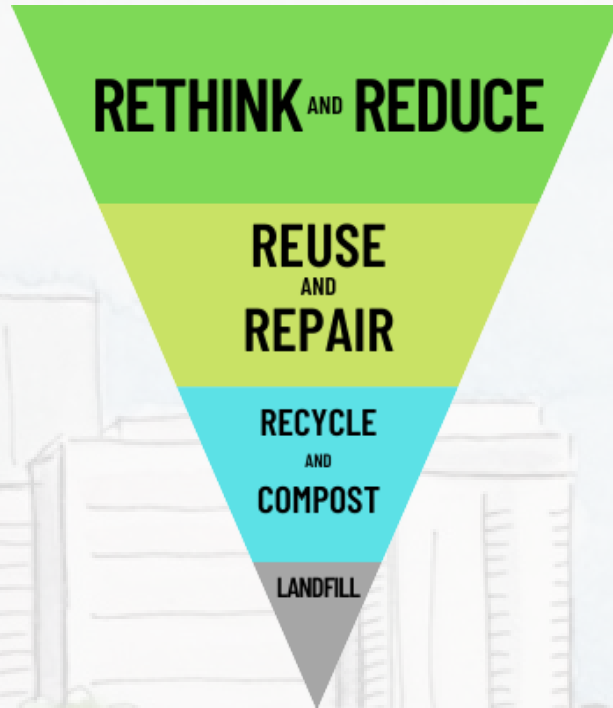 RETHINK AND REDUCE
REUSE
AND
REPAIR
RECYCLE
AND
COMPOST
LANDFILL